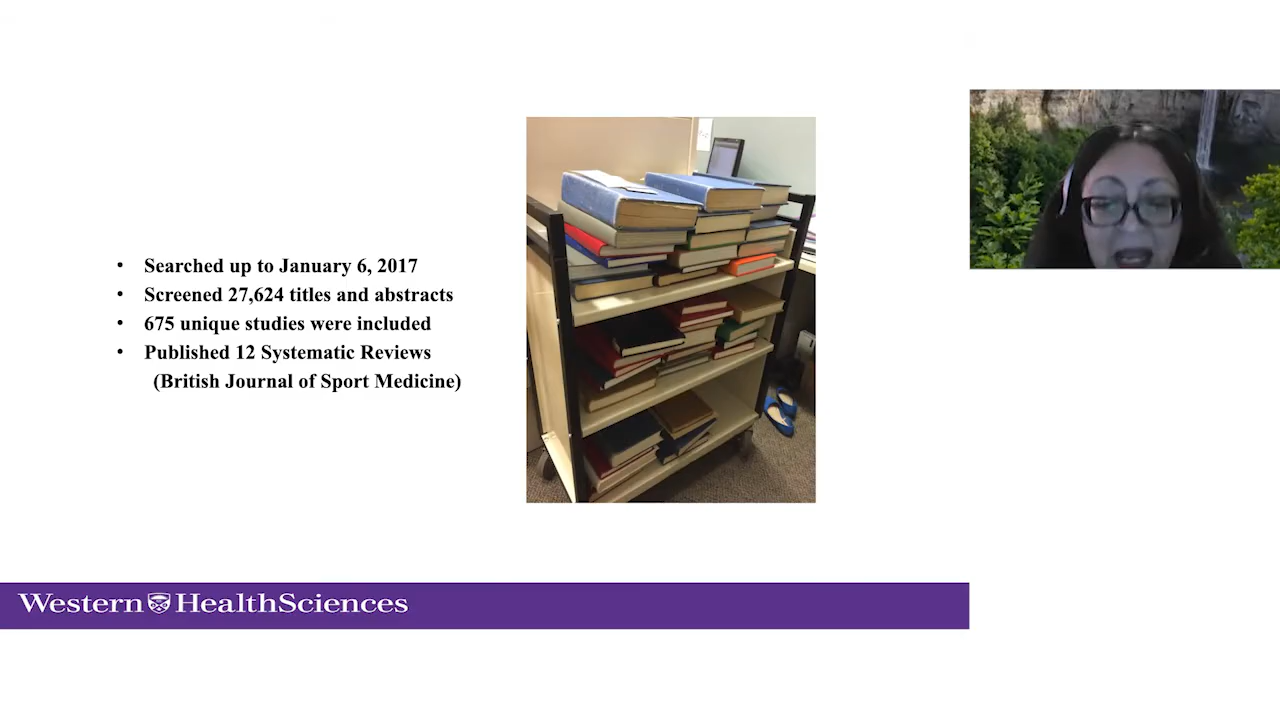 • Searched up to January 6, 2017
• Screened 27,624 titles and abstracts
• 675 unique studies were included
• Published 12 Systematic Reviews
(British Journal of Sport Medicine)
Western HealthSciences